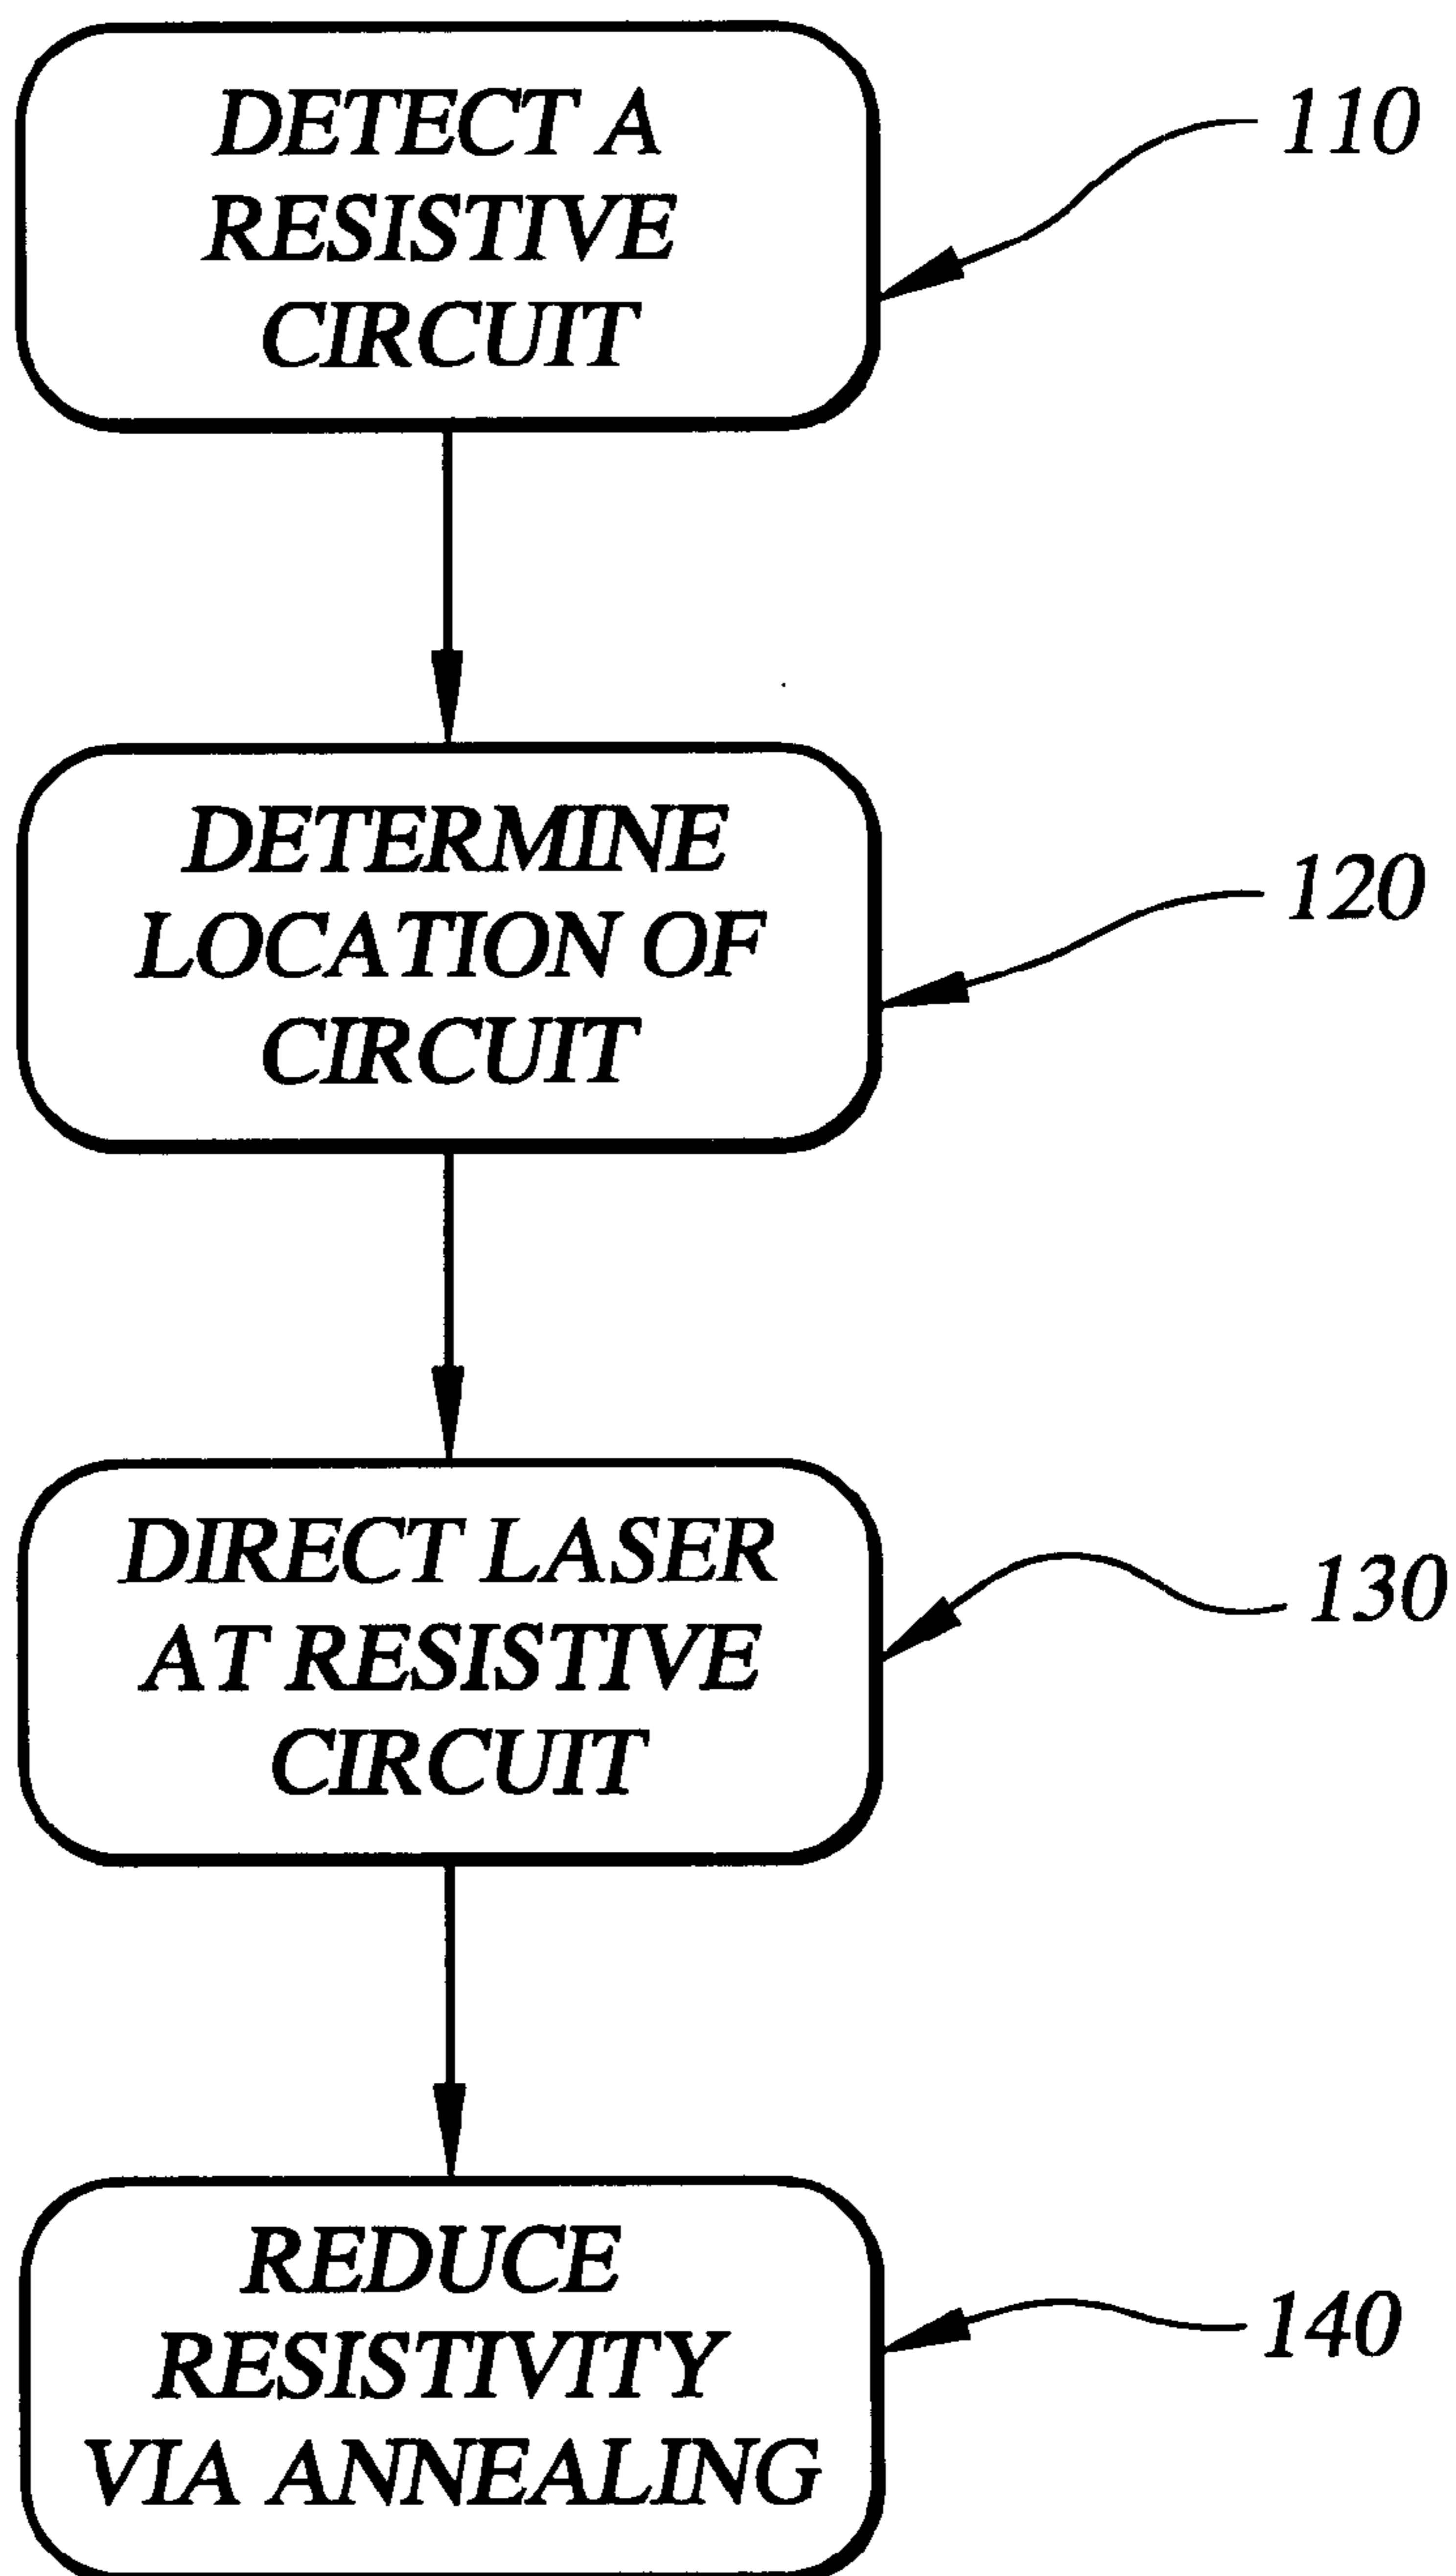 DETECT A
RESISTIVE
CIRCUIT
110
DETERMINE
LOCATION OF
CIRCUIT
120
DIRECT LASER
AT RESISTIVE
CIRCUIT
130
REDUCE
RESISTIVITY
VIA ANNEALING
140